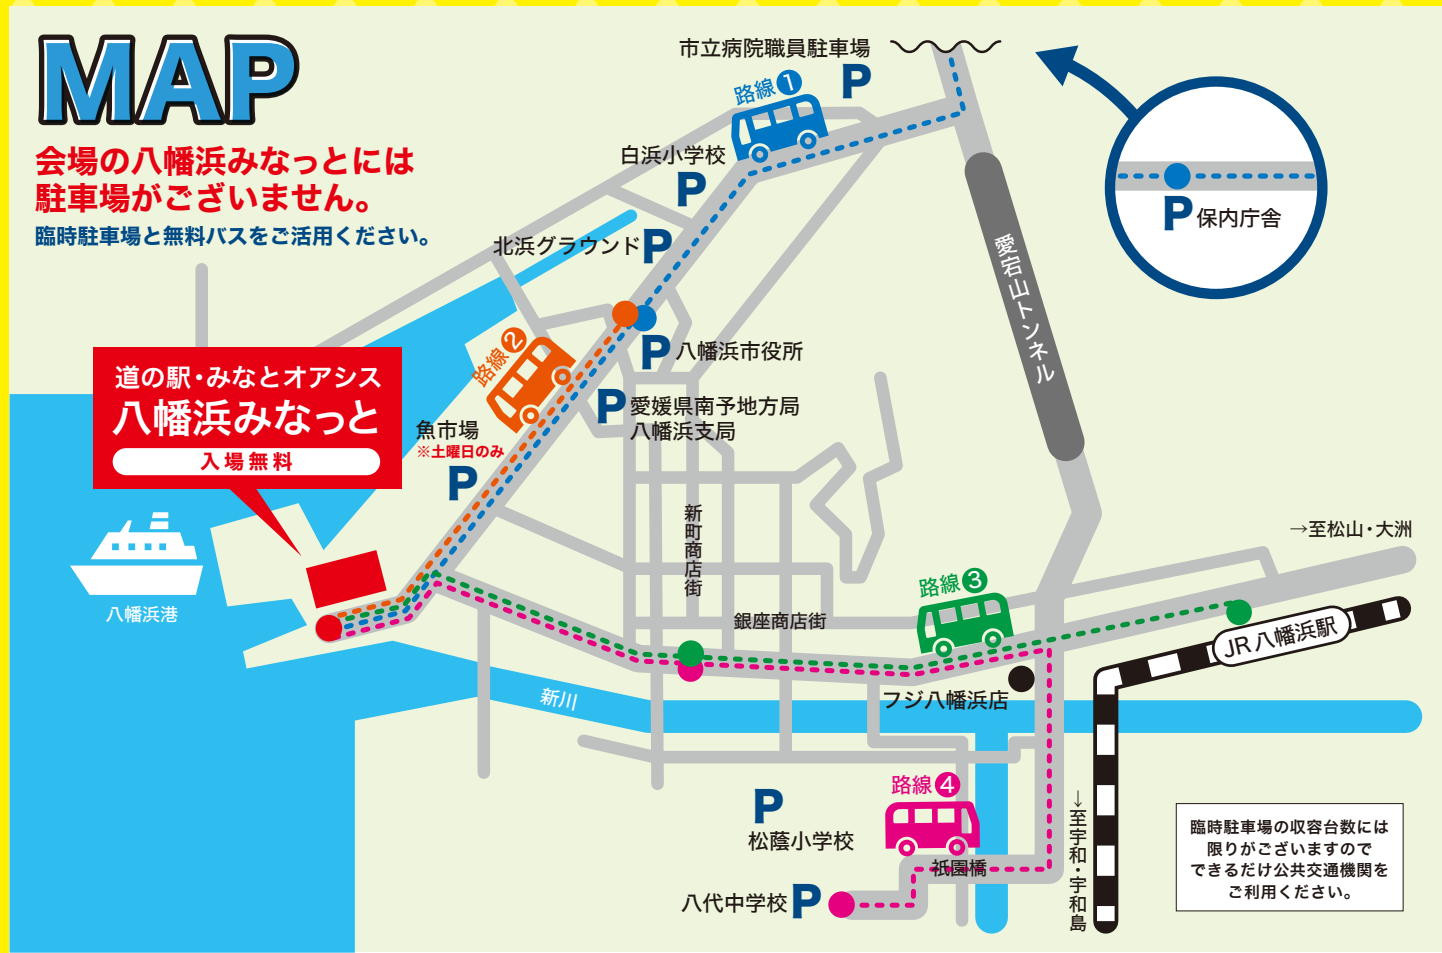 MAP
会場の八幡浜みなっとには
駐車場がございません。
臨時駐車場と無料バスをご活用ください。
市立病院職員駐車場
P
路線1
白浜小学校
P
北浜グラウンド P
P 保内庁舎
愛宕山トンネル
路線2
P 八幡浜市役所
P 愛媛県南予地方局
八幡浜支局
道の駅・みなとオアシス
八幡浜みなっと
入場無料
魚市場
※土曜日のみ
P
八幡浜港
新町商店街
銀座商店街
路線3
→至松山・大洲
JR八幡浜駅
フジ八幡浜店
新川
路線4
P
松蔭小学校
祇園橋
八代中学校 P
→至宇和・宇和島
臨時駐車場の収容台数には
限りがございますので
できるだけ公共交通機関を
ご利用ください。